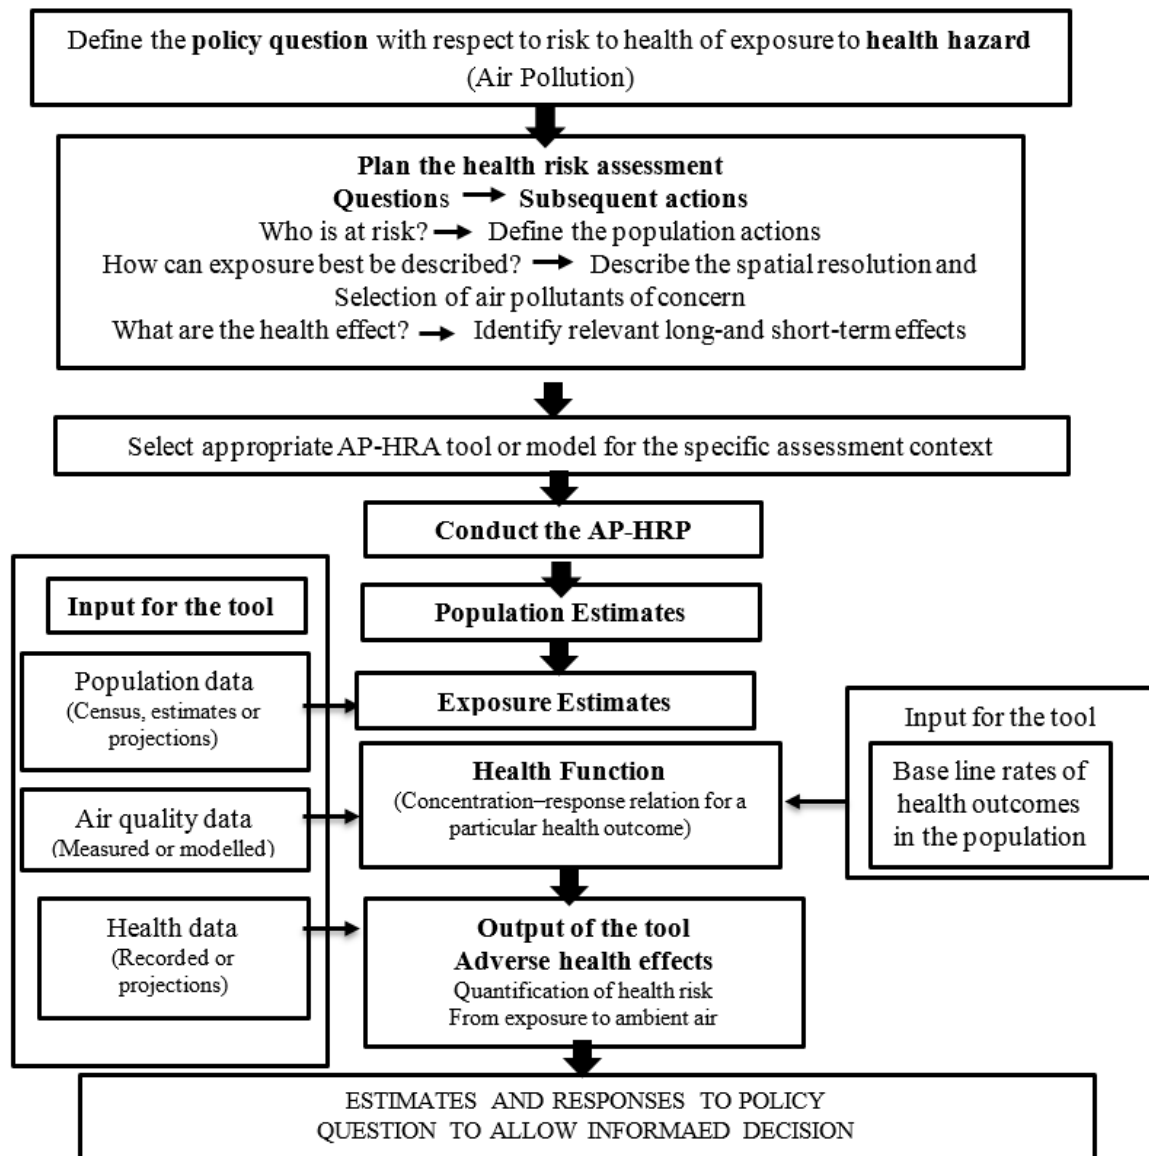 Define the policy question with respect to risk to health of exposure to health hazard
(Air Pollution)
Plan the health risk assessment
Questions → Subsequent actions
Who is at risk? → Define the population actions
How can exposure best be described? → Describe the spatial resolution and
Selection of air pollutants of concern
What are the health effect? → Identify relevant long-and short-term effects
Select appropriate AP-HRA tool or model for the specific assessment context
Conduct the AP-HRP
Population Estimates
Input for the tool
Population data
(Census, estimates or
projections)
Exposure Estimates
Air quality data
(Measured or modelled)
Health Function
(Concentration–response relation for a
particular health outcome)
Input for the tool
Base line rates of
health outcomes
in the population
Health data
(Recorded or
projections)
Output of the tool
Adverse health effects
Quantification of health risk
From exposure to ambient air
ESTIMATES AND RESPONSES TO POLICY
QUESTION TO ALLOW INFORMAED DECISION